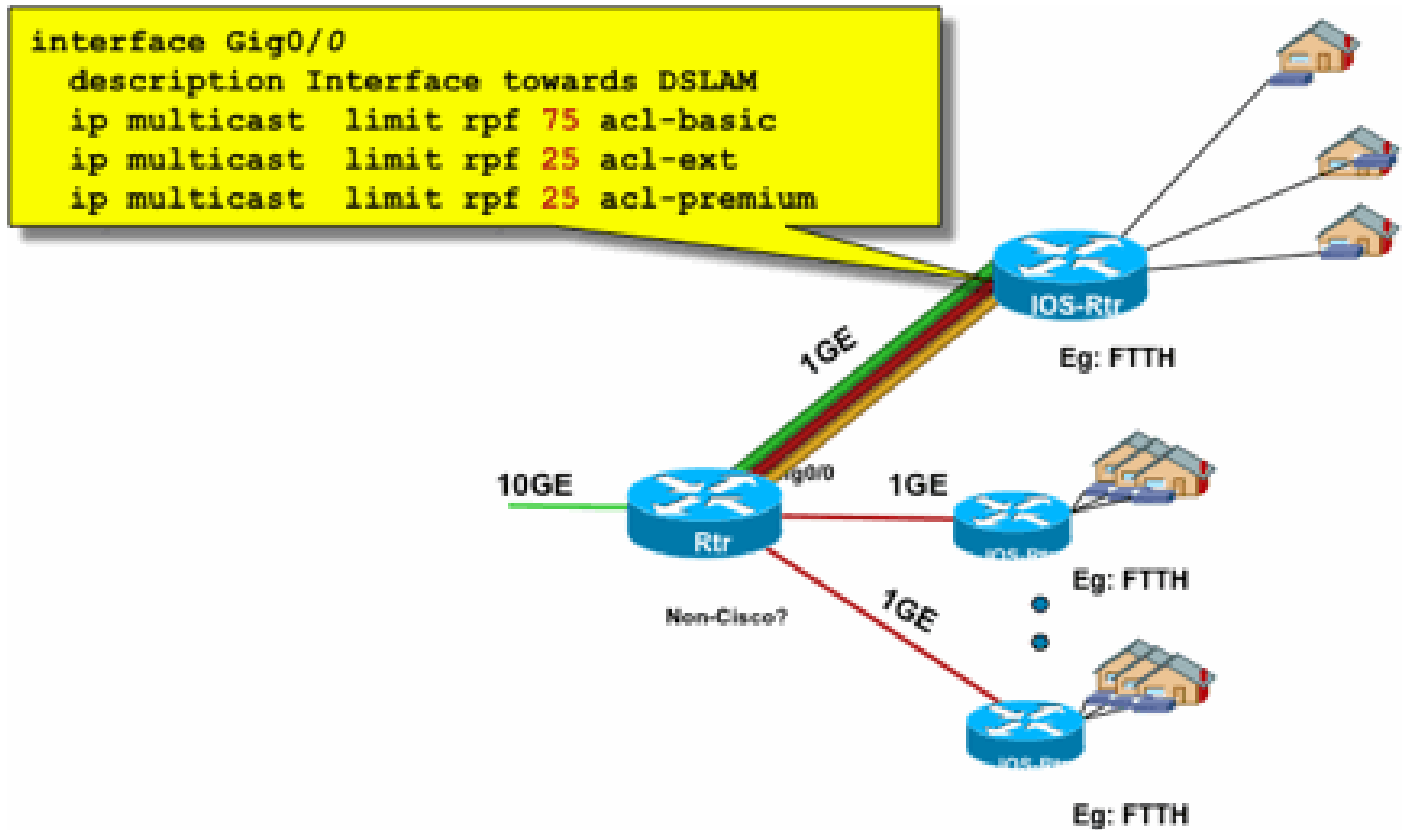 interface Gig0/0
description Interface towards DSLAM
ip multicast limit rpf 75 acl-basic
ip multicast limit rpf 25 acl-ext
ip multicast limit rpf 25 acl-premium
IOS-Rtr
1GE
Eg: FTTH
10GE
g0/0
1GE
Rtr
Eg: FTTH
Non-Cisco?
1GE
Eg: FTTH